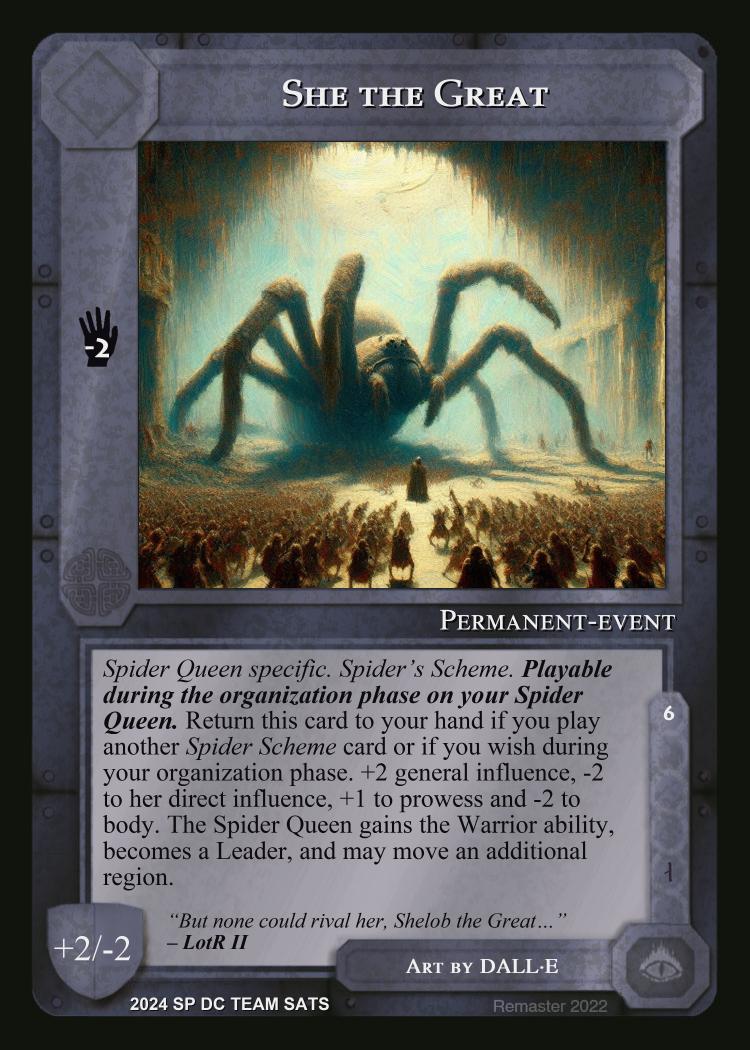 She the Great
-2
Permanent-event
Spider Queen specific. Spider’s Scheme. Playable
during the organization phase on your Spider
Queen. Return this card to your hand if you play
another Spider Scheme card or if you wish during
your organization phase. +2 general influence, -2
to her direct influence, +1 to prowess and -2 to
body. The Spider Queen gains the Warrior ability,
becomes a Leader, and may move an additional
region.
6
“But none could rival her, Shelob the Great…”
– LotR II
+2/-2
Art by DALL·E
2024 SP DC TEAM SATS
Remaster 2022